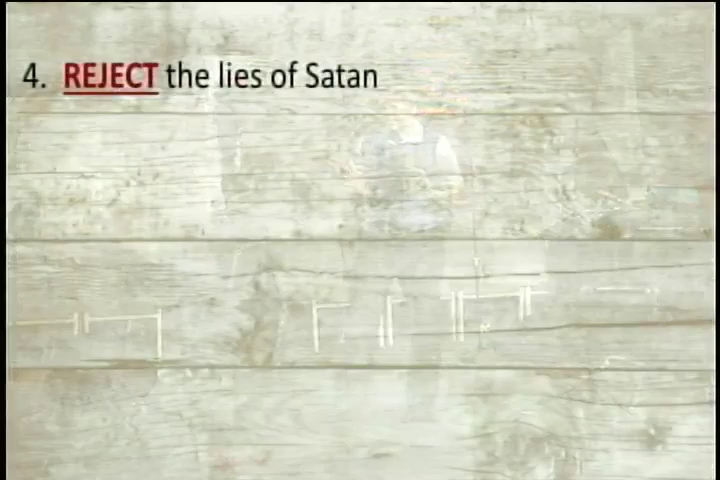 4. REJECT the lies of Satan